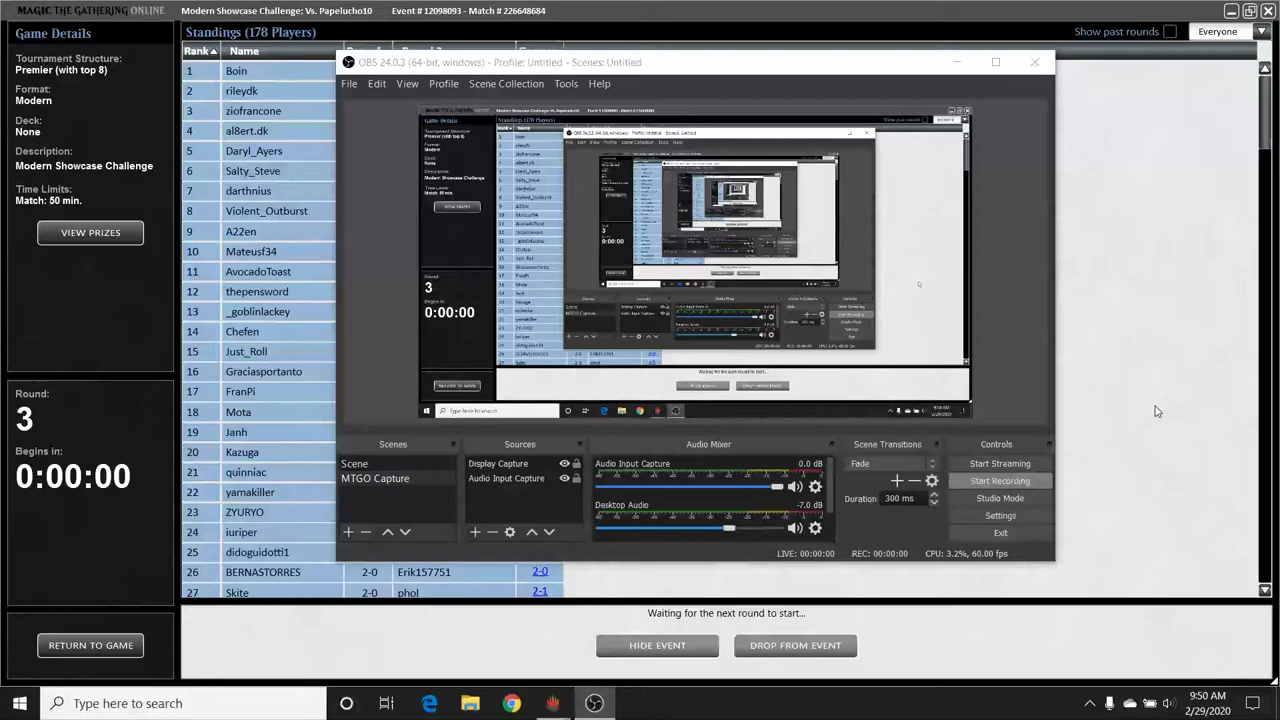 MAGIC THE GATHERING ONLINE Modern Showcase Challenge: Vs. Papelucho10 Event # 12098093 - Match # 226648684
Game Details
Tournament Structure:
Premier (with top 8)
Format:
Modern
Deck:
None
Description:
Modern Showcase Challenge
Time Limits:
Match: 50 min.
VIEW PRIZES
Round:
3
Begins in:
0:00:00
RETURN TO GAME
Standings (178 Players)
Show past rounds
Everyone
Rank Name
1 Boin
2 rileydk
3 ziofrancone
4 al8ert.dk
5 Daryl_Ayers
6 Salty_Steve
7 darthnius
8 Violent_Outburst
9 A22en
10 Mateusf34
11 AvocadoToast
12 thepensword
13 _goblinlackey
14 Chefen
15 Just_Roll
16 Graciasportanto
17 FranPi
18 Mota
19 Janh
20 Kazuga
21 quinniac
22 yamakiller
23 ZYURYO
24 iuriper
25 didoguidotti1
26 BERNASTORRES 2-0 Erik157751 2-0
27 Skite 2-0 phol 2-1
OBS 24.0.3 (64-bit, windows) - Profile: Untitled - Scenes: Untitled
File Edit View Profile Scene Collection Tools Help
Round:
3
Begins in:
0:00:00
Scenes
Scene
MTGO Capture
Sources
Display Capture
Audio Input Capture
Audio Mixer
Audio Input Capture 0.0 dB
Desktop Audio -7.0 dB
Scene Transitions
Fade
Duration 300 ms
Controls
Start Streaming
Start Recording
Studio Mode
Settings
Exit
LIVE: 00:00:00 REC: 00:00:00 CPU: 3.2%, 60.00 fps
Waiting for the next round to start...
HIDE EVENT
DROP FROM EVENT
Type here to search
9:50 AM
2/29/2020